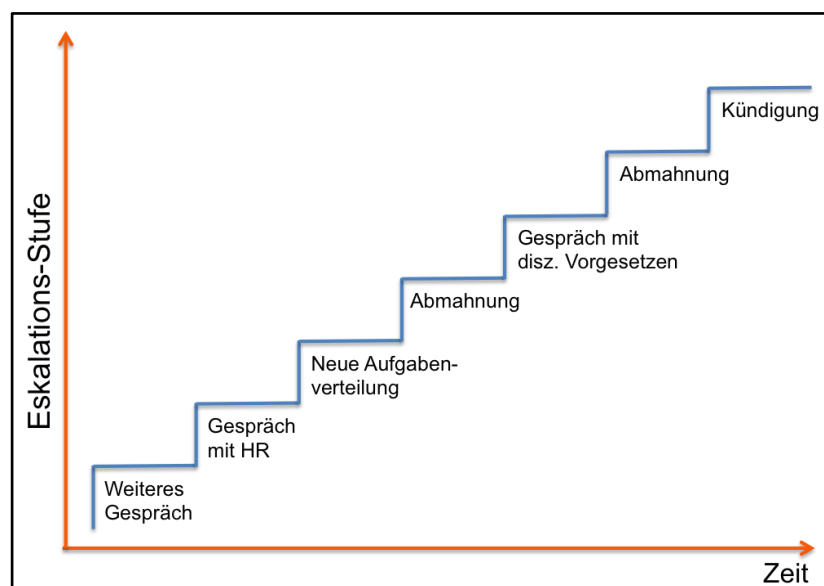 Eskalations-Stufe
Kündigung
Abmahnung
Gespräch mit
disz. Vorgesetzen
Abmahnung
Neue Aufgaben-
verteilung
Gespräch
mit HR
Weiteres
Gespräch
Zeit